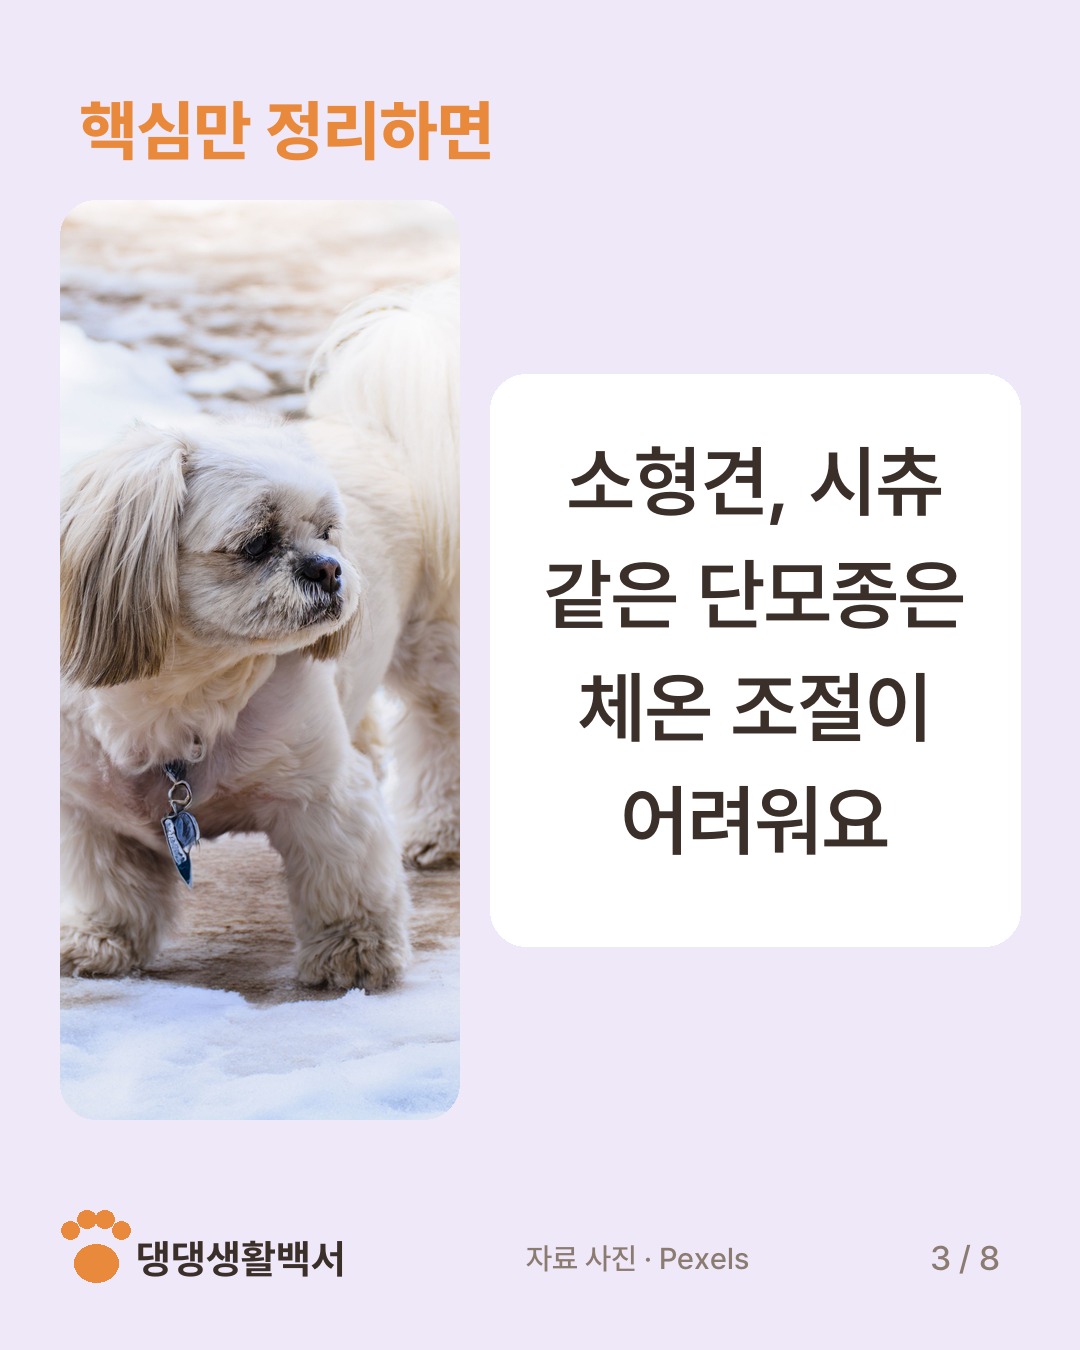 핵심만 정리하면
소형견, 시츄
같은 단모종은
체온 조절이
어려워요
댕댕생활백서
자료 사진 · Pexels
3 / 8